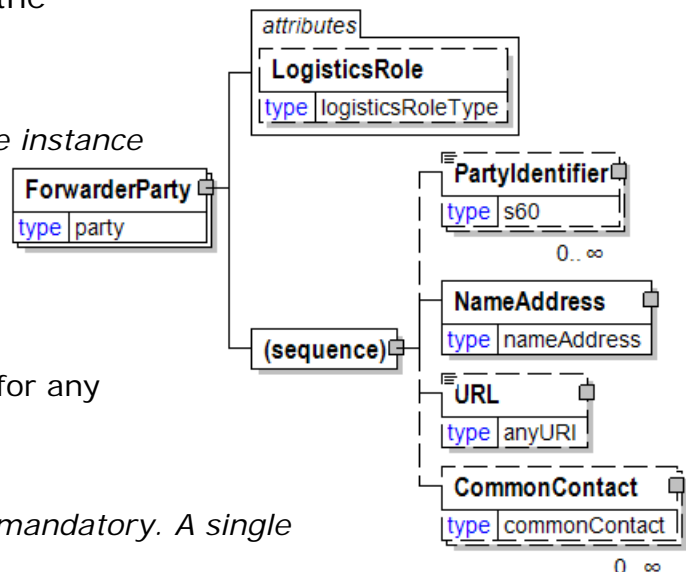 the
e instance
for any
mandatory. A single
attributes
LogisticsRole
type logisticsRoleType
ForwarderParty
type party
(sequence)
PartyIdentifier
type s60
0.. ∞
NameAddress
type nameAddress
URL
type anyURI
CommonContact
type commonContact
0.. ∞